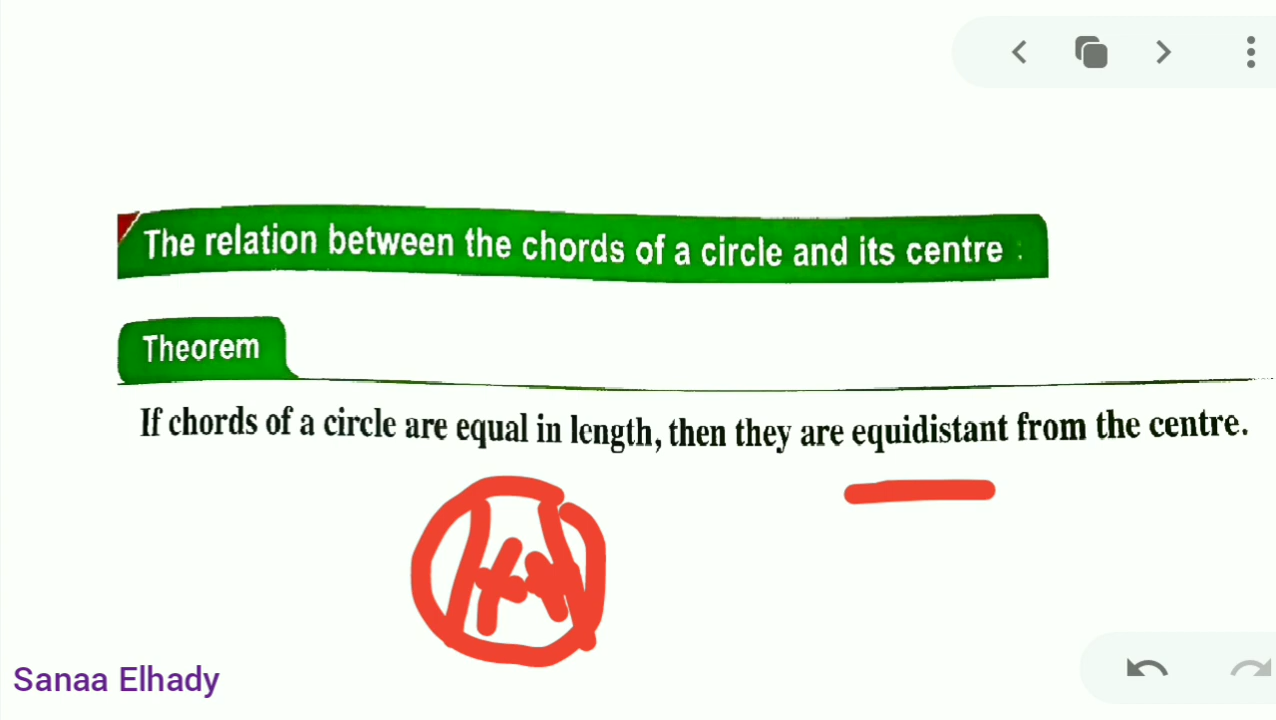 The relation between the chords of a circle and its centre :
Theorem
If chords of a circle are equal in length, then they are equidistant from the centre.
Sanaa Elhady